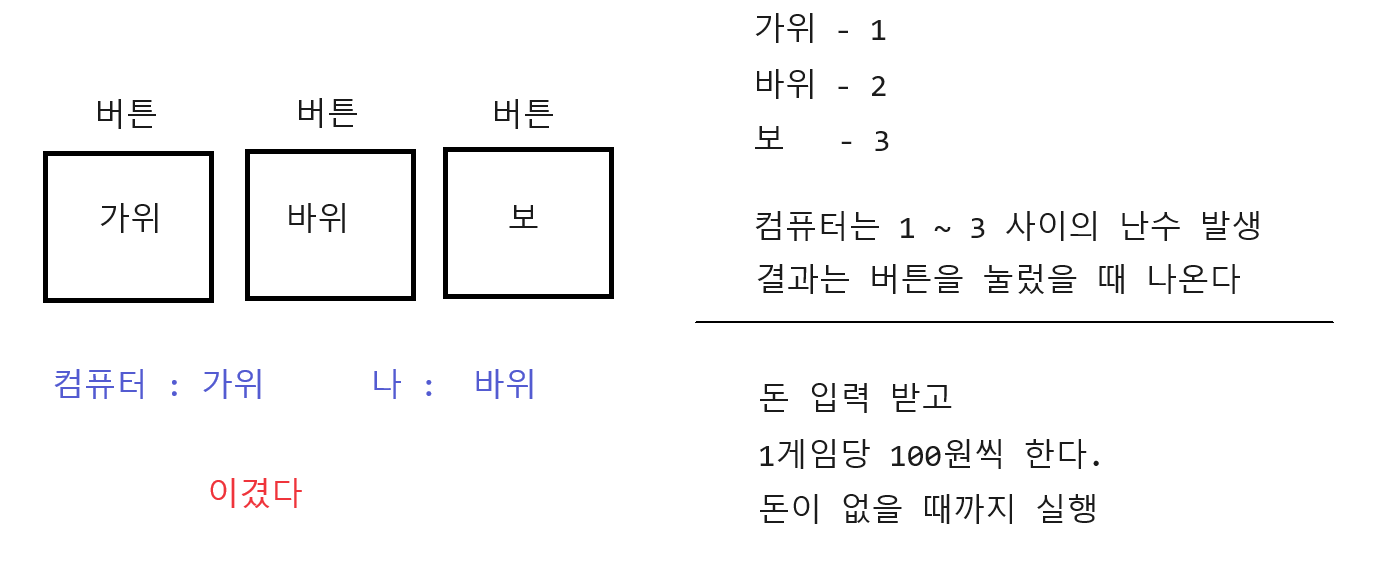 버튼 버튼 버튼
가위 바위 보
컴퓨터 : 가위 나 : 바위
이겼다
가위 - 1
바위 - 2
보 - 3
컴퓨터는 1 ~ 3 사이의 난수 발생
결과는 버튼을 눌렀을 때 나온다
돈 입력 받고
1게임당 100원씩 한다.
돈이 없을 때까지 실행